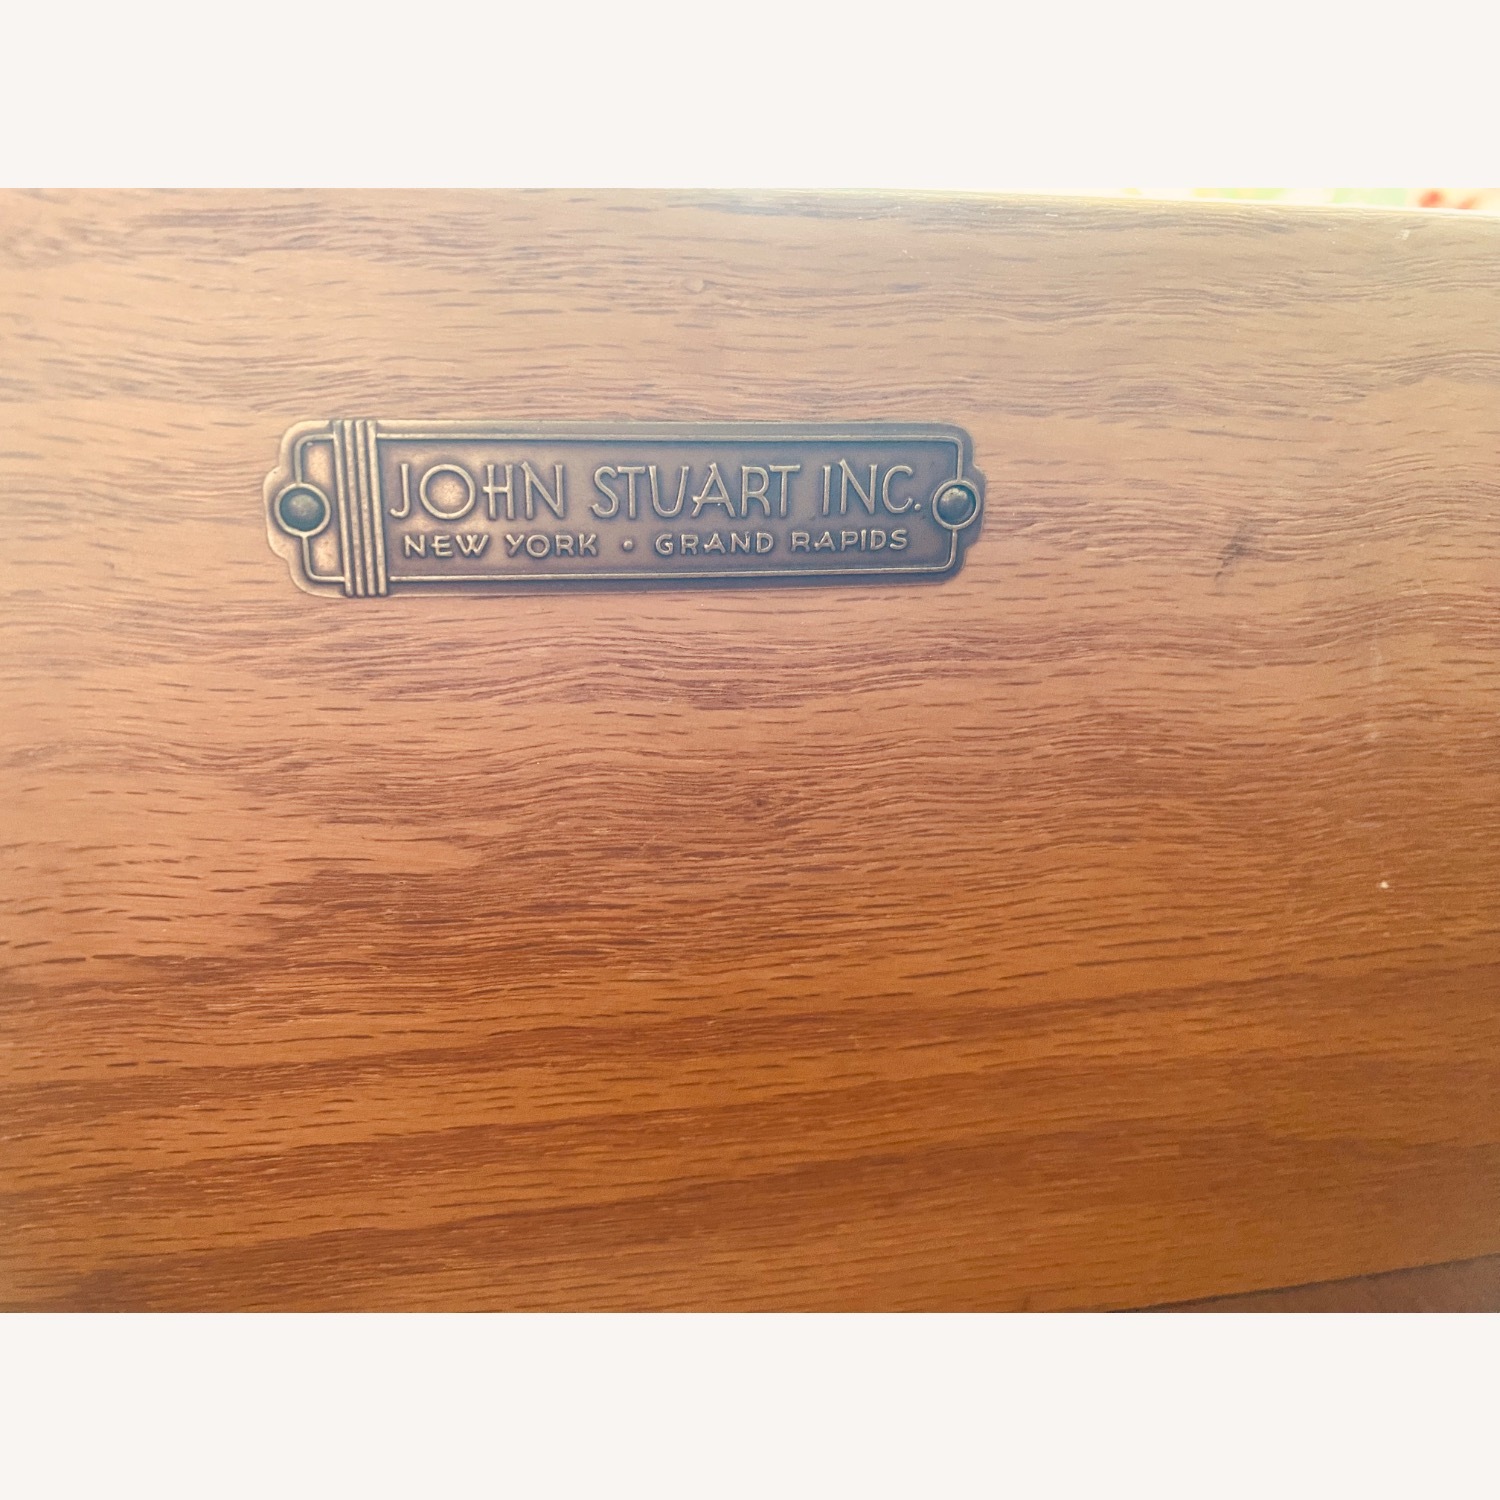 JOHN STUART INC.
NEW YORK • GRAND RAPIDS